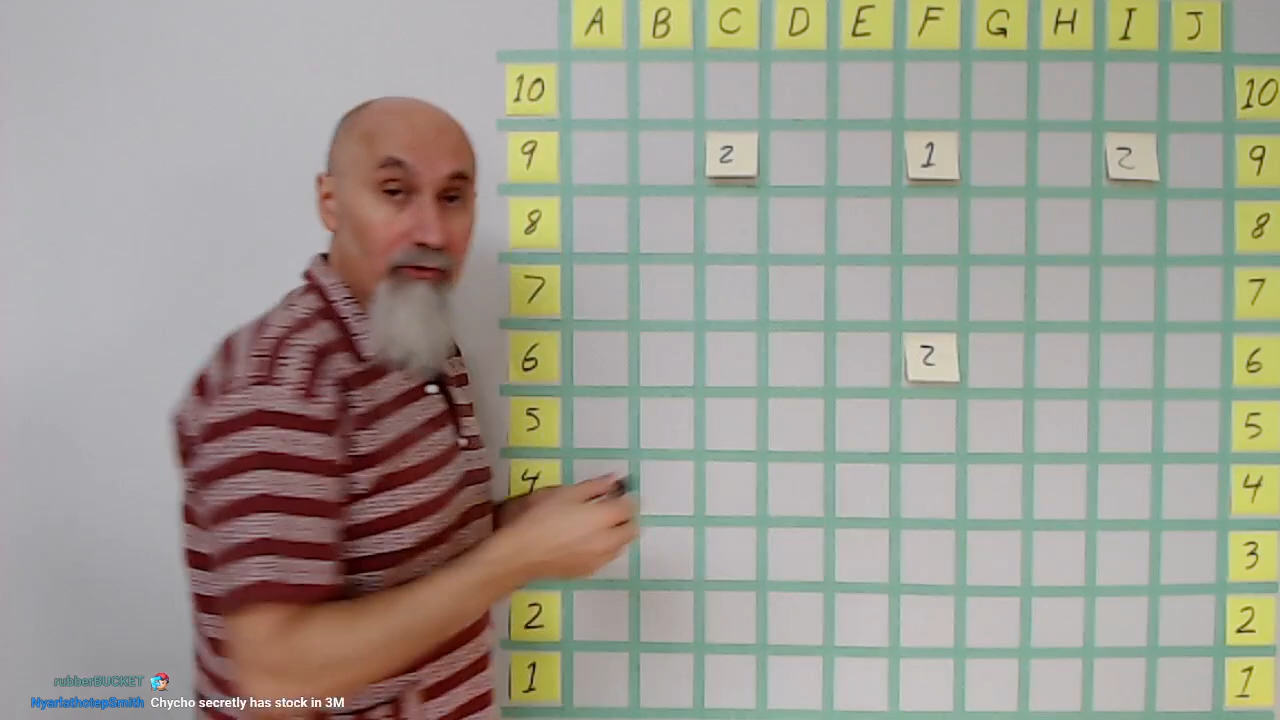 A B C D E F G H I J
10 10
9 2 1 2 9
8 8
7 7
6 2 6
5 5
4 4
3
2 2
1 1
rubberBUCKET
NyarlathotepSmith Chycho secretly has stock in 3M